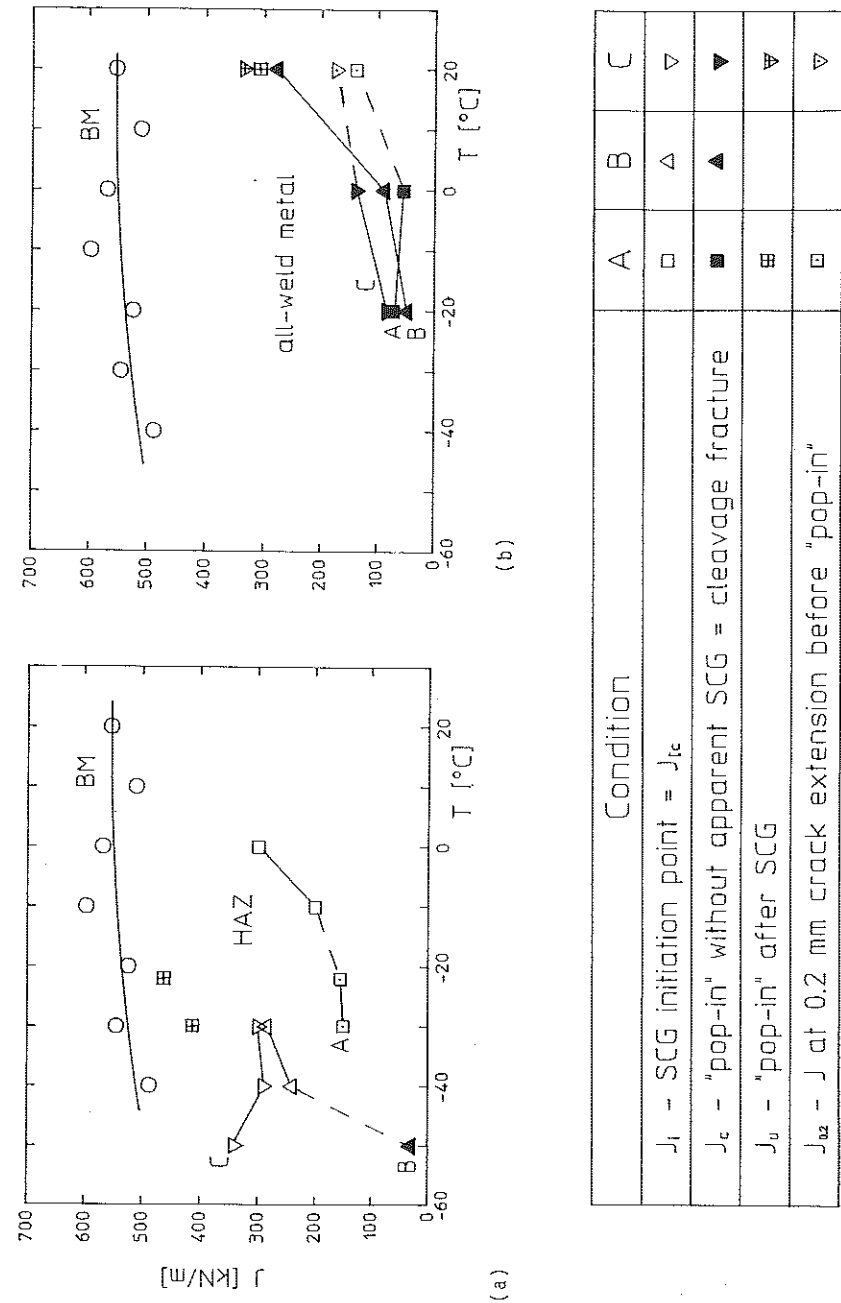 J [kN/m]
700
600
500
400
300
200
100
0
-60
-40
-20
0
20
T [°C]
BM
HAZ
A
B
C
(a)
700
600
500
400
300
200
100
0
-60
-40
-20
0
20
T [°C]
BM
all-weld metal
C
A
B
(b)
Condition A B C
J_i - SCG initiation point = J_Ic
J_c - "pop-in" without apparent SCG = cleavage fracture
J_u - "pop-in" after SCG
J_0.2 - J at 0.2 mm crack extension before "pop-in"